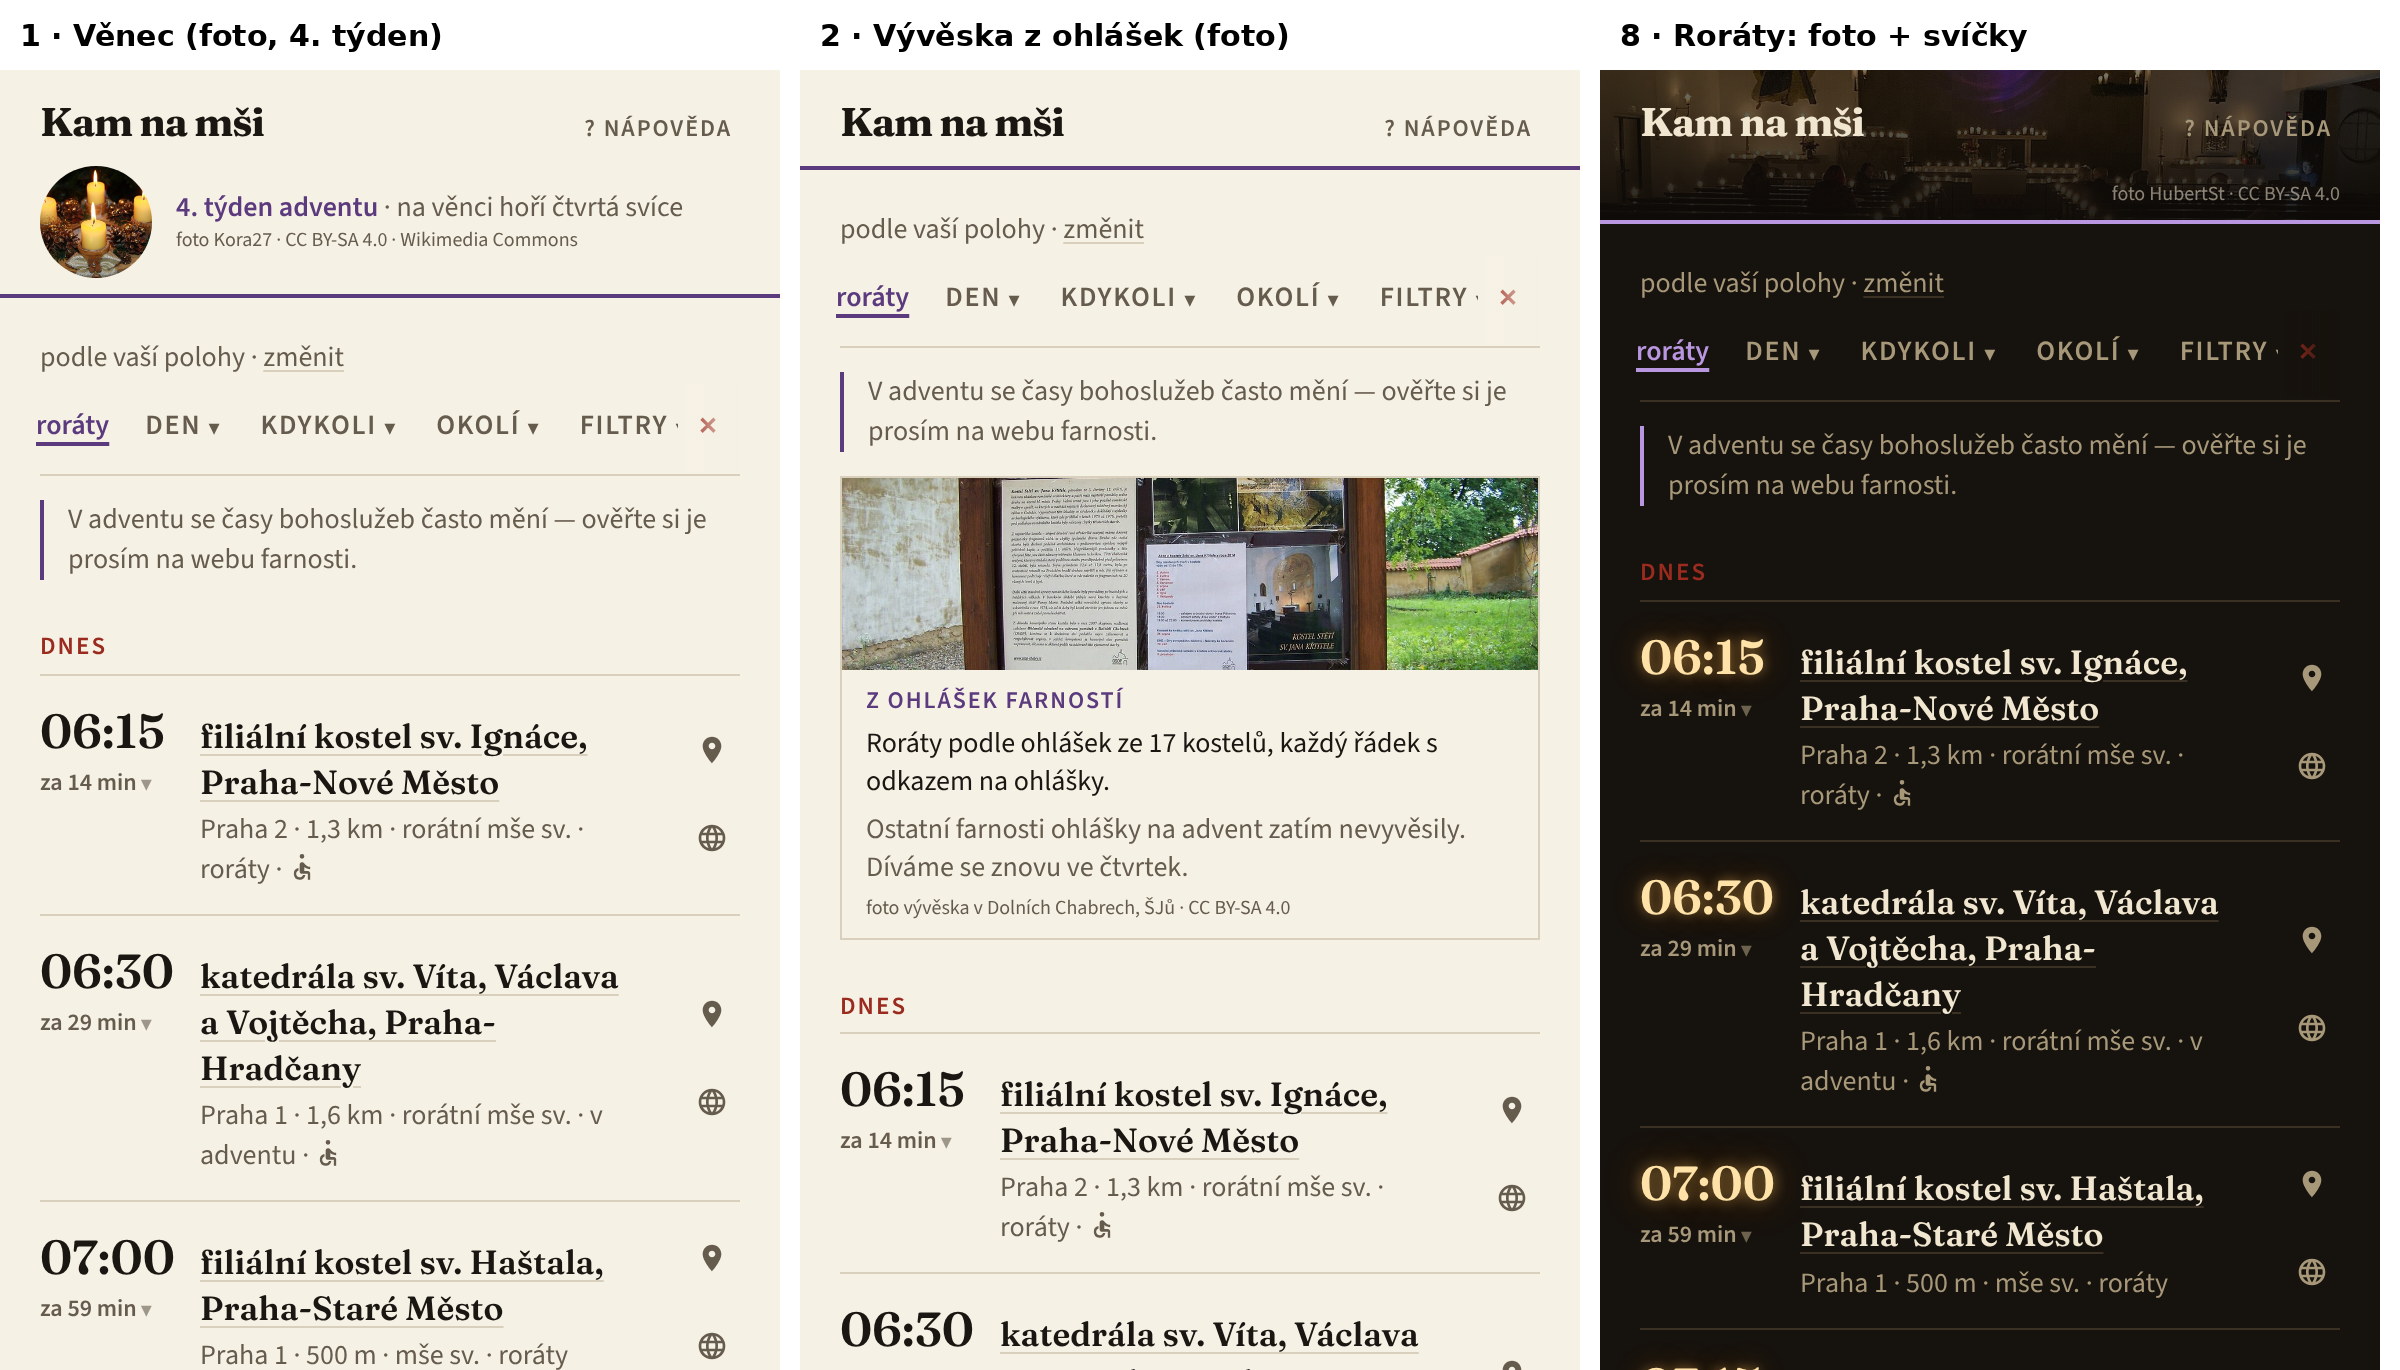 1 · Věnec (foto, 4. týden)
Kam na mši
? NÁPOVĚDA
4. týden adventu · na věnci hoří čtvrtá svíce
foto Kora27 · CC BY-SA 4.0 · Wikimedia Commons
podle vaší polohy · změnit
roráty DEN ▾ KDYKOLI ▾ OKOLÍ ▾ FILTRY ×
V adventu se časy bohoslužeb často mění — ověřte si je
prosím na webu farnosti.
DNES
06:15
za 14 min ▾
filiální kostel sv. Ignáce,
Praha-Nové Město
Praha 2 · 1,3 km · rorátní mše sv. ·
roráty ·
06:30
za 29 min ▾
katedrála sv. Víta, Václava
a Vojtěcha, Praha-
Hradčany
Praha 1 · 1,6 km · rorátní mše sv. · v
adventu ·
07:00
za 59 min ▾
filiální kostel sv. Haštala,
Praha-Staré Město
Praha 1 · 500 m · mše sv. · roráty
2 · Vývěska z ohlášek (foto)
Kam na mši
? NÁPOVĚDA
podle vaší polohy · změnit
roráty DEN ▾ KDYKOLI ▾ OKOLÍ ▾ FILTRY ×
V adventu se časy bohoslužeb často mění — ověřte si je
prosím na webu farnosti.
KOSTEL STĚTÍ
SV. JANA KŘTITELE
Z OHLÁŠEK FARNOSTÍ
Roráty podle ohlášek ze 17 kostelů, každý řádek s
odkazem na ohlášky.
Ostatní farnosti ohlášky na advent zatím nevyvěsily.
Díváme se znovu ve čtvrtek.
foto vývěska v Dolních Chabrech, ŠJů · CC BY-SA 4.0
DNES
06:15
za 14 min ▾
filiální kostel sv. Ignáce,
Praha-Nové Město
Praha 2 · 1,3 km · rorátní mše sv. ·
roráty ·
06:30
katedrála sv. Víta, Václava
8 · Roráty: foto + svíčky
Kam na mši
? NÁPOVĚDA
foto HubertSt · CC BY-SA 4.0
podle vaší polohy · změnit
roráty DEN ▾ KDYKOLI ▾ OKOLÍ ▾ FILTRY ×
V adventu se časy bohoslužeb často mění — ověřte si je
prosím na webu farnosti.
DNES
06:15
za 14 min ▾
filiální kostel sv. Ignáce,
Praha-Nové Město
Praha 2 · 1,3 km · rorátní mše sv. ·
roráty ·
06:30
za 29 min ▾
katedrála sv. Víta, Václava
a Vojtěcha, Praha-
Hradčany
Praha 1 · 1,6 km · rorátní mše sv. · v
adventu ·
07:00
za 59 min ▾
filiální kostel sv. Haštala,
Praha-Staré Město
Praha 1 · 500 m · mše sv. · roráty